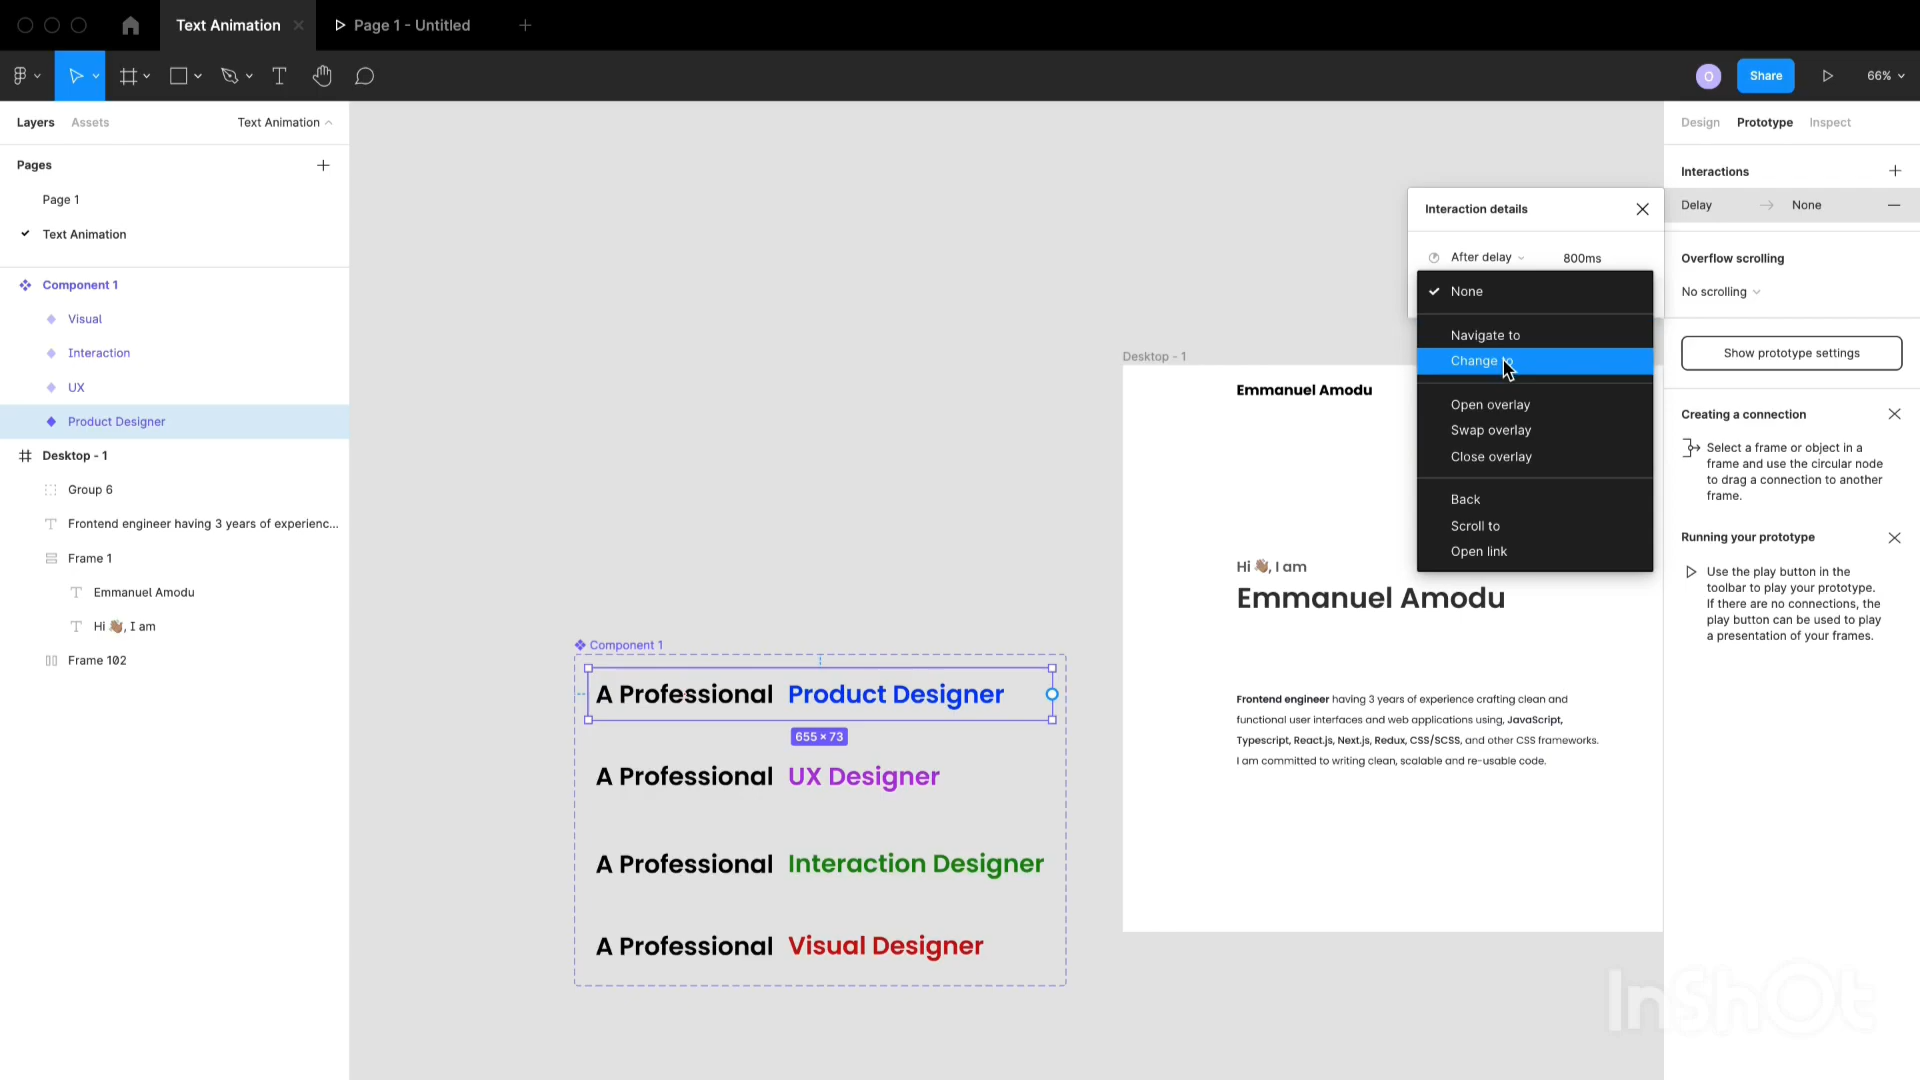 Text Animation
Page 1 - Untitled
O
Share
66%
Layers
Assets
Text Animation
Pages
Page 1
Text Animation
Component 1
Visual
Interaction
UX
Product Designer
Desktop - 1
Group 6
Frontend engineer having 3 years of experienc...
Frame 1
Emmanuel Amodu
Hi 👋🏽, I am
Frame 102
Component 1
A Professional Product Designer
655 × 73
A Professional UX Designer
A Professional Interaction Designer
A Professional Visual Designer
Desktop - 1
Emmanuel Amodu
Hi 👋🏽, I am
Emmanuel Amodu
Frontend engineer having 3 years of experience crafting clean and
functional user interfaces and web applications using, JavaScript,
Typescript, React.js, Next.js, Redux, CSS/SCSS, and other CSS frameworks.
I am committed to writing clean, scalable and re-usable code.
Interaction details
After delay
800ms
None
Navigate to
Change to
Open overlay
Swap overlay
Close overlay
Back
Scroll to
Open link
Design
Prototype
Inspect
Interactions
Delay
None
Overflow scrolling
No scrolling
Show prototype settings
Creating a connection
Select a frame or object in a
frame and use the circular node
to drag a connection to another
frame.
Running your prototype
Use the play button in the
toolbar to play your prototype.
If there are no connections, the
play button can be used to play
a presentation of your frames.
InShOt